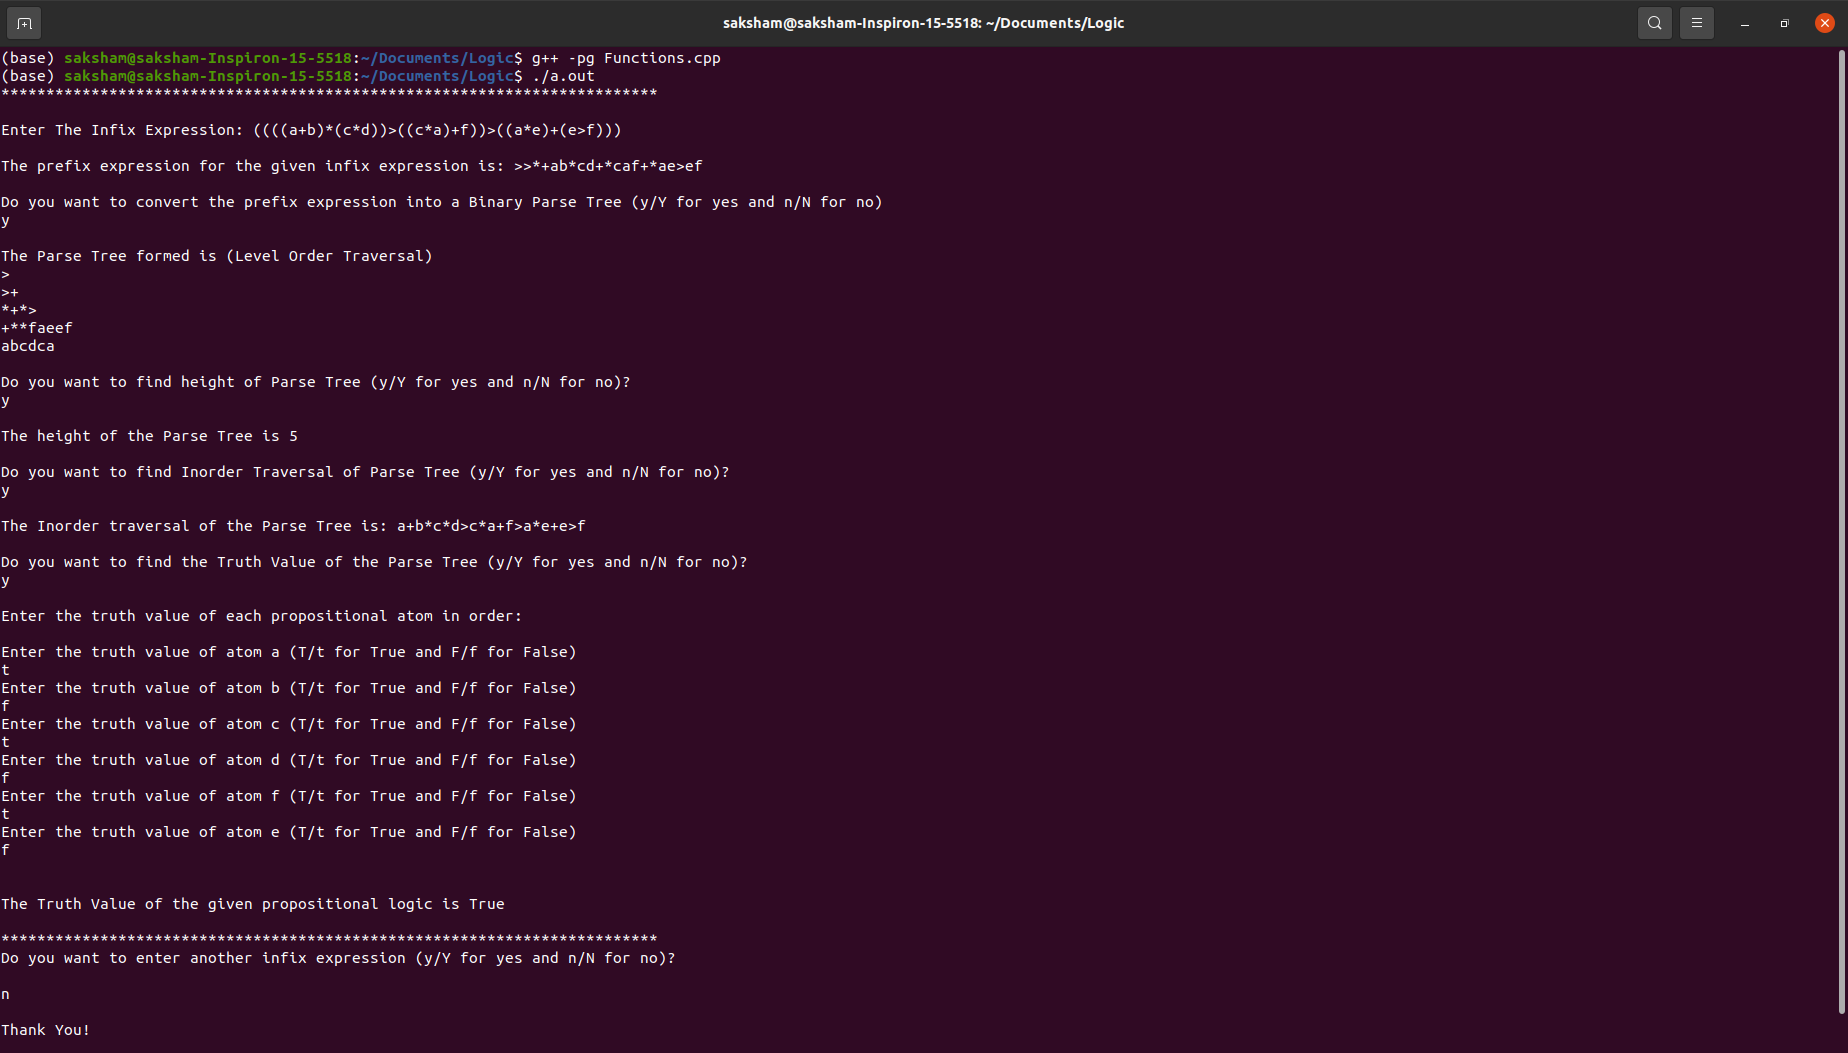 saksham@saksham-Inspiron-15-5518: ~/Documents/Logic
(base) saksham@saksham-Inspiron-15-5518:~/Documents/Logic$ g++ -pg Functions.cpp
(base) saksham@saksham-Inspiron-15-5518:~/Documents/Logic$ ./a.out
*************************************************************************
Enter The Infix Expression: ((((a+b)*(c*d))>((c*a)+f))>((a*e)+(e>f)))
The prefix expression for the given infix expression is: >>*+ab*cd+*caf+*ae>ef
Do you want to convert the prefix expression into a Binary Parse Tree (y/Y for yes and n/N for no)
y
The Parse Tree formed is (Level Order Traversal)
>
>+
*+*>
+**faeef
abcdca
Do you want to find height of Parse Tree (y/Y for yes and n/N for no)?
y
The height of the Parse Tree is 5
Do you want to find Inorder Traversal of Parse Tree (y/Y for yes and n/N for no)?
y
The Inorder traversal of the Parse Tree is: a+b*c*d>c*a+f>a*e+e>f
Do you want to find the Truth Value of the Parse Tree (y/Y for yes and n/N for no)?
y
Enter the truth value of each propositional atom in order:
Enter the truth value of atom a (T/t for True and F/f for False)
t
Enter the truth value of atom b (T/t for True and F/f for False)
f
Enter the truth value of atom c (T/t for True and F/f for False)
t
Enter the truth value of atom d (T/t for True and F/f for False)
f
Enter the truth value of atom f (T/t for True and F/f for False)
t
Enter the truth value of atom e (T/t for True and F/f for False)
f
The Truth Value of the given propositional logic is True
*************************************************************************
Do you want to enter another infix expression (y/Y for yes and n/N for no)?
n
Thank You!